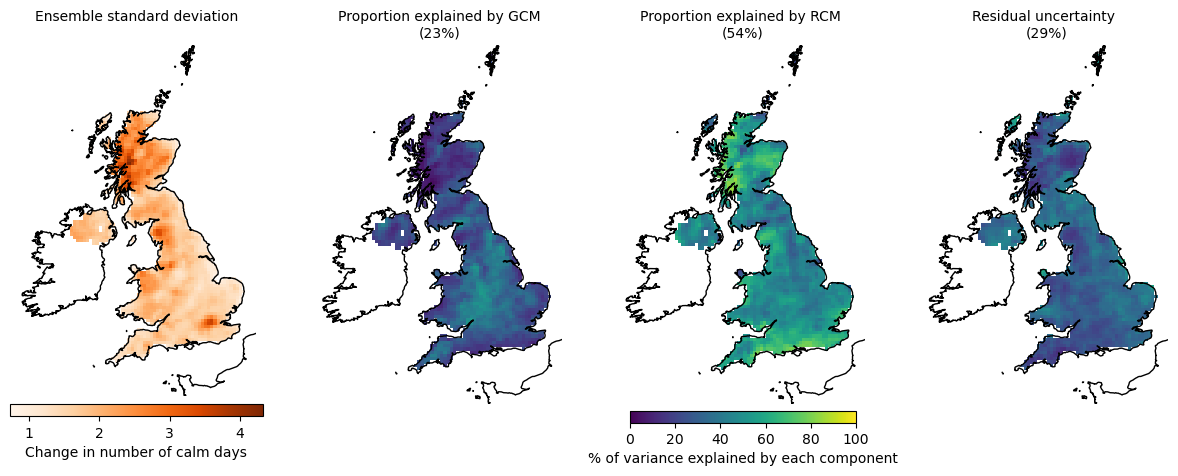 Ensemble standard deviation
Proportion explained by GCM
(23%)
Proportion explained by RCM
(54%)
Residual uncertainty
(29%)
1 2 3 4
Change in number of calm days
0 20 40 60 80 100
% of variance explained by each component